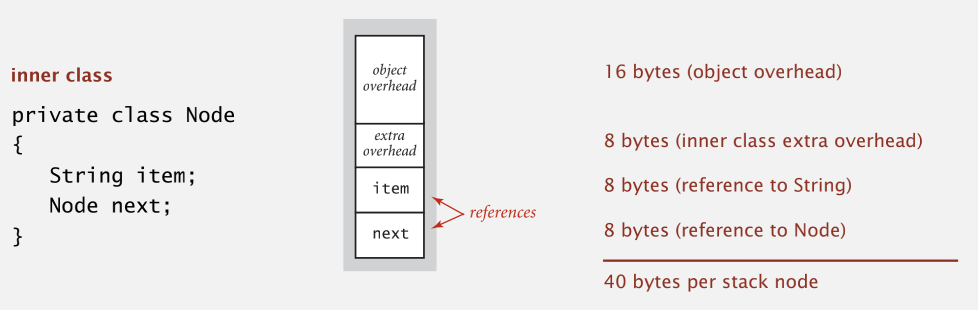 inner class
private class Node
{
String item;
Node next;
}
object
overhead
extra
overhead
item
next
references
16 bytes (object overhead)
8 bytes (inner class extra overhead)
8 bytes (reference to String)
8 bytes (reference to Node)
40 bytes per stack node